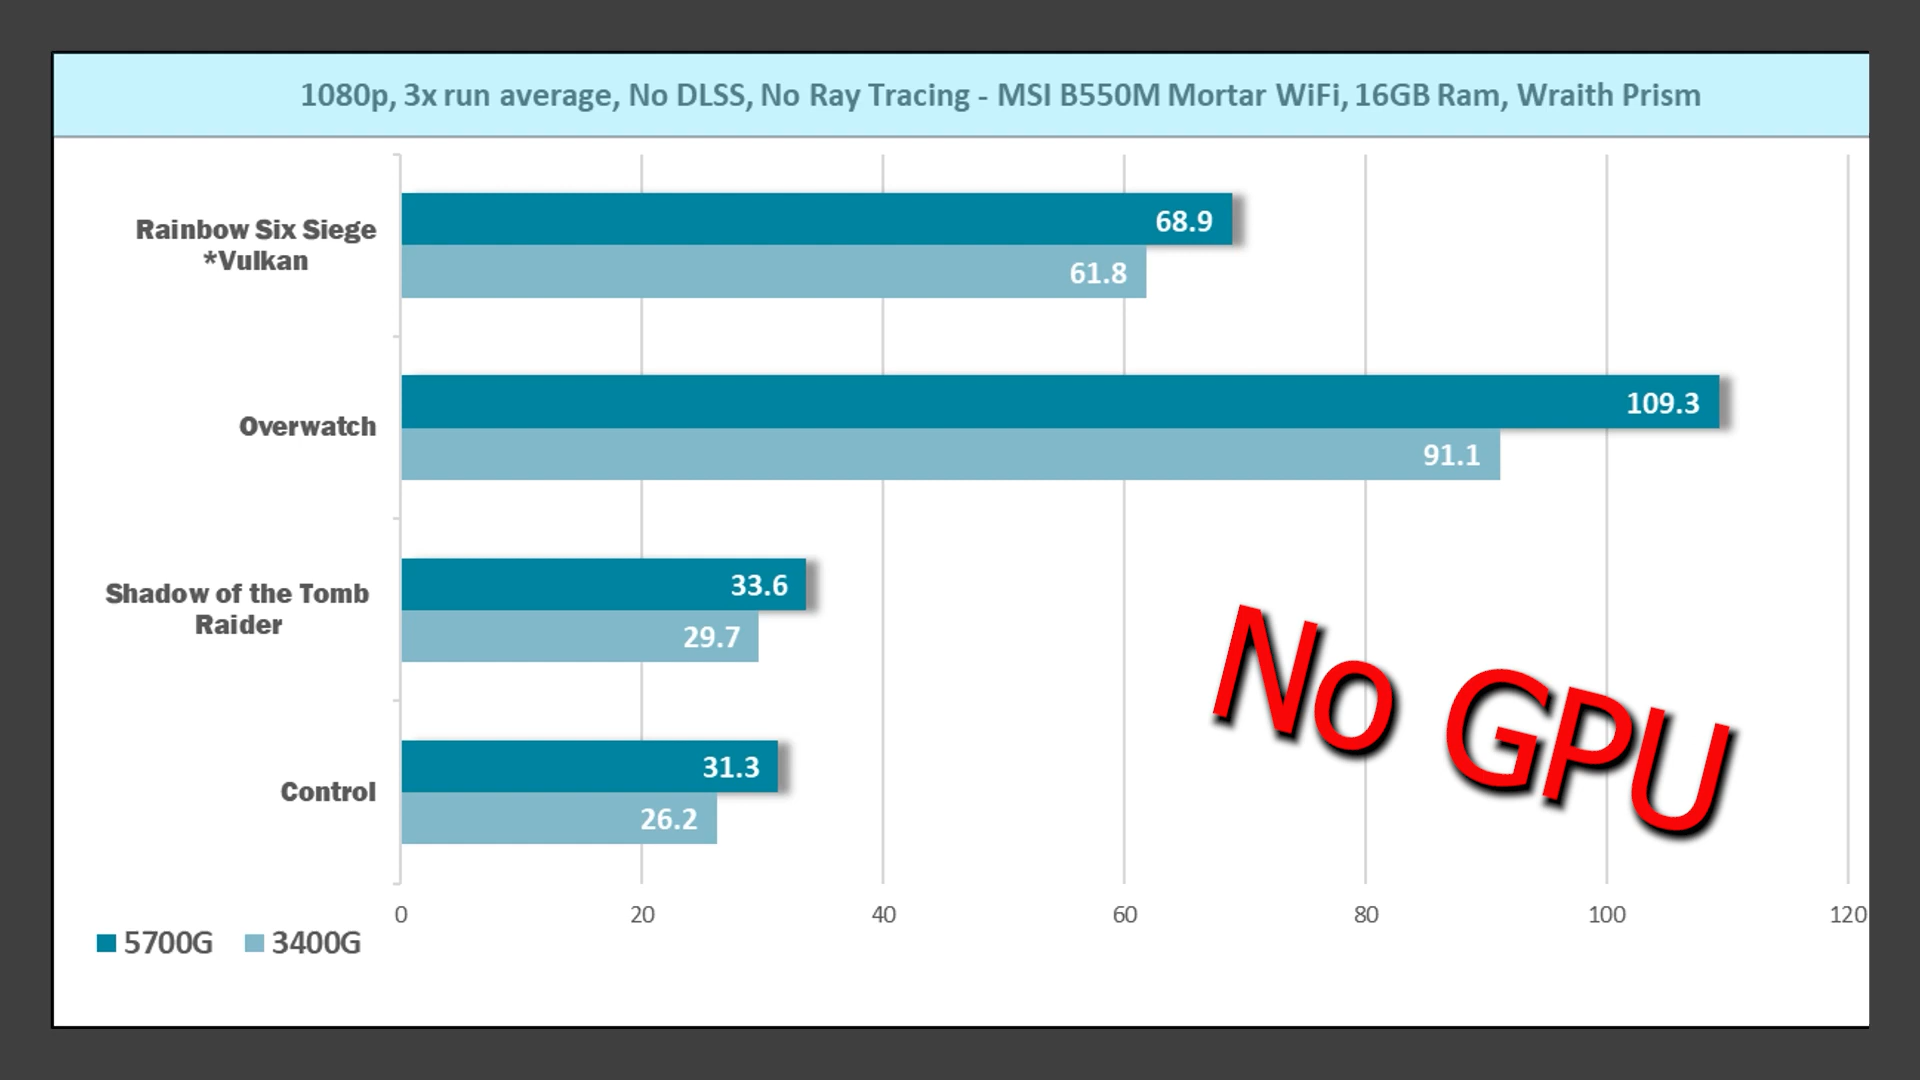 1080p, 3x run average, No DLSS, No Ray Tracing - MSI B550M Mortar WiFi, 16GB Ram, Wraith Prism
Rainbow Six Siege
*Vulkan
68.9
61.8
Overwatch
109.3
91.1
Shadow of the Tomb
Raider
33.6
29.7
Control
31.3
26.2
No GPU
0 20 40 60 80 100 120
5700G 3400G